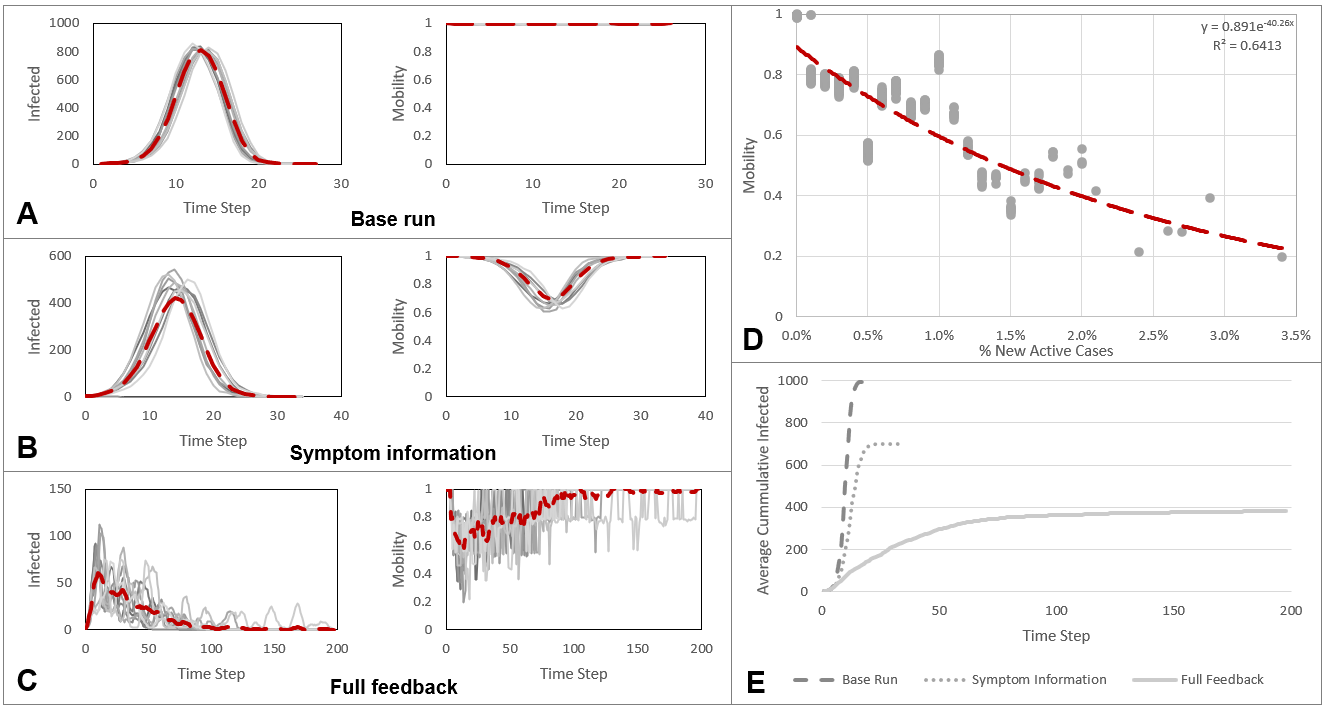 1000
800
600
400
200
0
Infected
0 10 20 30
Time Step
1
0.8
0.6
0.4
0.2
0
Mobility
0 10 20 30
Time Step
A
Base run
600
400
200
0
Infected
0 10 20 30 40
Time Step
1
0.8
0.6
0.4
0.2
0
Mobility
0 10 20 30 40
Time Step
B
Symptom information
150
100
50
0
Infected
0 50 100 150 200
Time Step
1
0.8
0.6
0.4
0.2
0
Mobility
0 50 100 150 200
Time Step
C
Full feedback
y = 0.891e^-40.26x
R² = 0.6413
1
0.8
0.6
0.4
0.2
0
Mobility
0.0% 0.5% 1.0% 1.5% 2.0% 2.5% 3.0% 3.5%
% New Active Cases
D
1000
800
600
400
200
0
Average Cummulative Infected
0 50 100 150 200
Time Step
E
Base Run Symptom Information Full Feedback